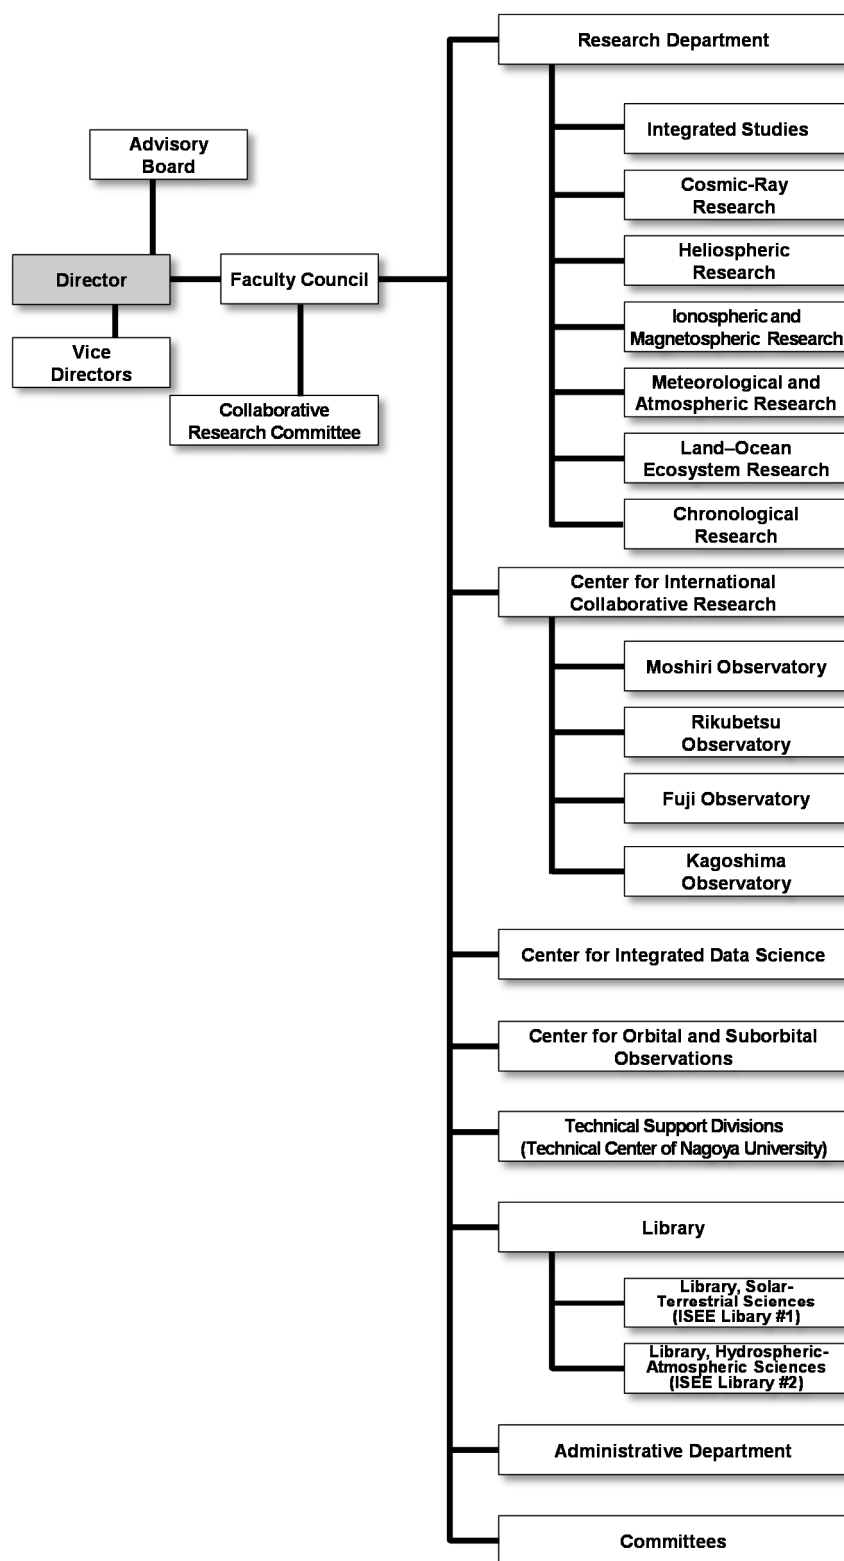 Research Department
Integrated Studies
Advisory
Board
Cosmic-Ray
Research
Heliospheric
Research
Director
Faculty Council
Ionospheric and
Magnetospheric Research
Vice
Directors
Meteorological and
Atmospheric Research
Collaborative
Research Committee
Land–Ocean
Ecosystem Research
Chronological
Research
Center for International
Collaborative Research
Moshiri Observatory
Rikubetsu
Observatory
Fuji Observatory
Kagoshima
Observatory
Center for Integrated Data Science
Center for Orbital and Suborbital
Observations
Technical Support Divisions
(Technical Center of Nagoya University)
Library
Library, Solar-
Terrestrial Sciences
(ISEE Libary #1)
Library, Hydrospheric-
Atmospheric Sciences
(ISEE Library #2)
Administrative Department
Committees